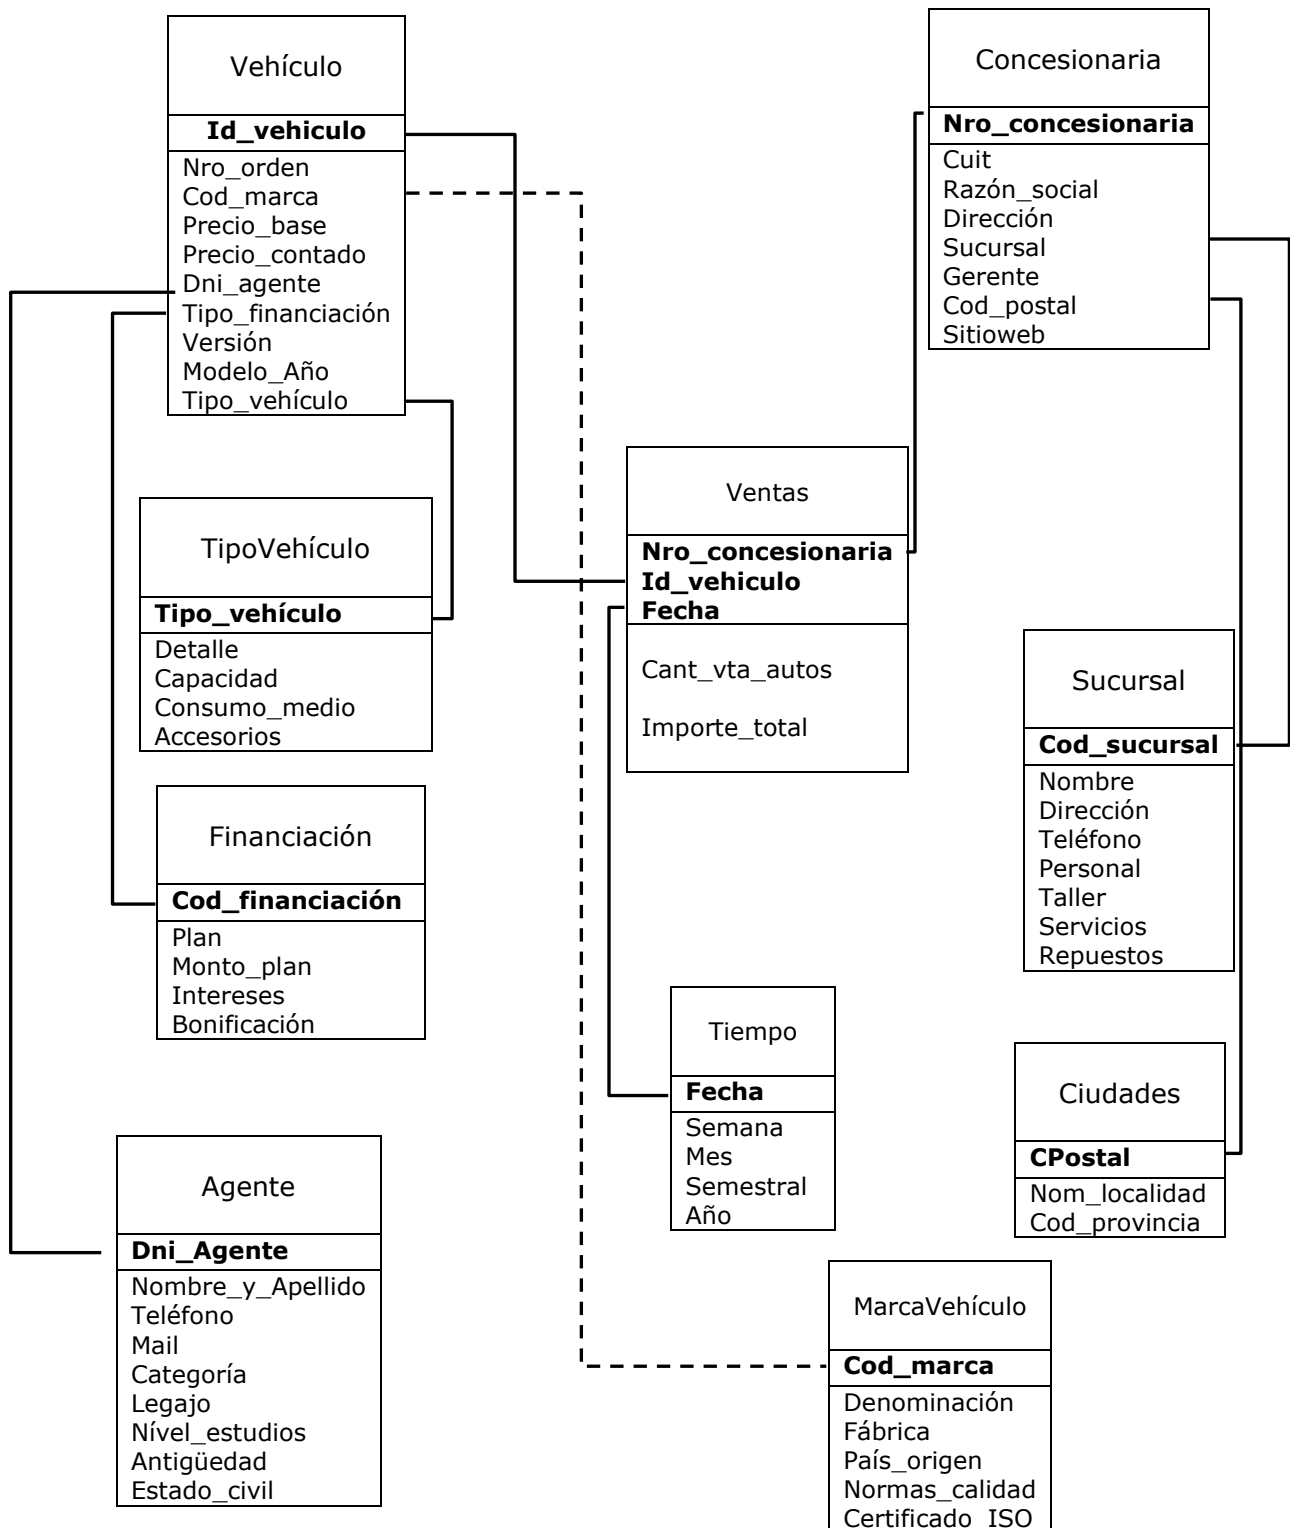 Vehículo
Id_vehiculo
Nro_orden
Cod_marca
Precio_base
Precio_contado
Dni_agente
Tipo_financiación
Versión
Modelo_Año
Tipo_vehículo
Concesionaria
Nro_concesionaria
Cuit
Razón_social
Dirección
Sucursal
Gerente
Cod_postal
Sitioweb
Ventas
Nro_concesionaria
Id_vehiculo
Fecha
Cant_vta_autos
Importe_total
TipoVehículo
Tipo_vehículo
Detalle
Capacidad
Consumo_medio
Accesorios
Sucursal
Cod_sucursal
Nombre
Dirección
Teléfono
Personal
Taller
Servicios
Repuestos
Financiación
Cod_financiación
Plan
Monto_plan
Intereses
Bonificación
Tiempo
Fecha
Semana
Mes
Semestral
Año
Ciudades
CPostal
Nom_localidad
Cod_provincia
Agente
Dni_Agente
Nombre_y_Apellido
Teléfono
Mail
Categoría
Legajo
Nível_estudios
Antigüedad
Estado_civil
MarcaVehículo
Cod_marca
Denominación
Fábrica
País_origen
Normas_calidad
Certificado_ISO